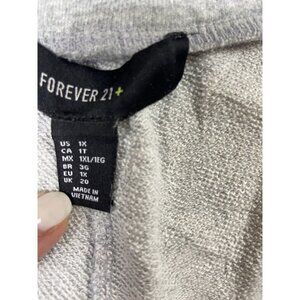 FOREVER 21+
US 1X
CA 1T
MX 1XL/1EG
BR 3G
EU 1X
UK 20
MADE IN
VIETNAM